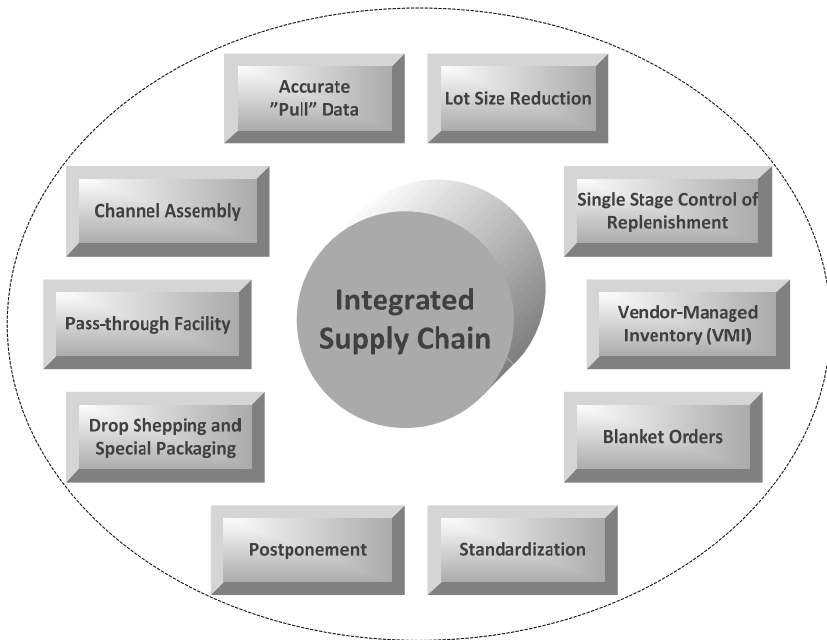 Accurate
”Pull” Data
Lot Size Reduction
Channel Assembly
Single Stage Control of
Replenishment
Integrated
Supply Chain
Pass-through Facility
Vendor-Managed
Inventory (VMI)
Drop Shepping and
Special Packaging
Blanket Orders
Postponement
Standardization